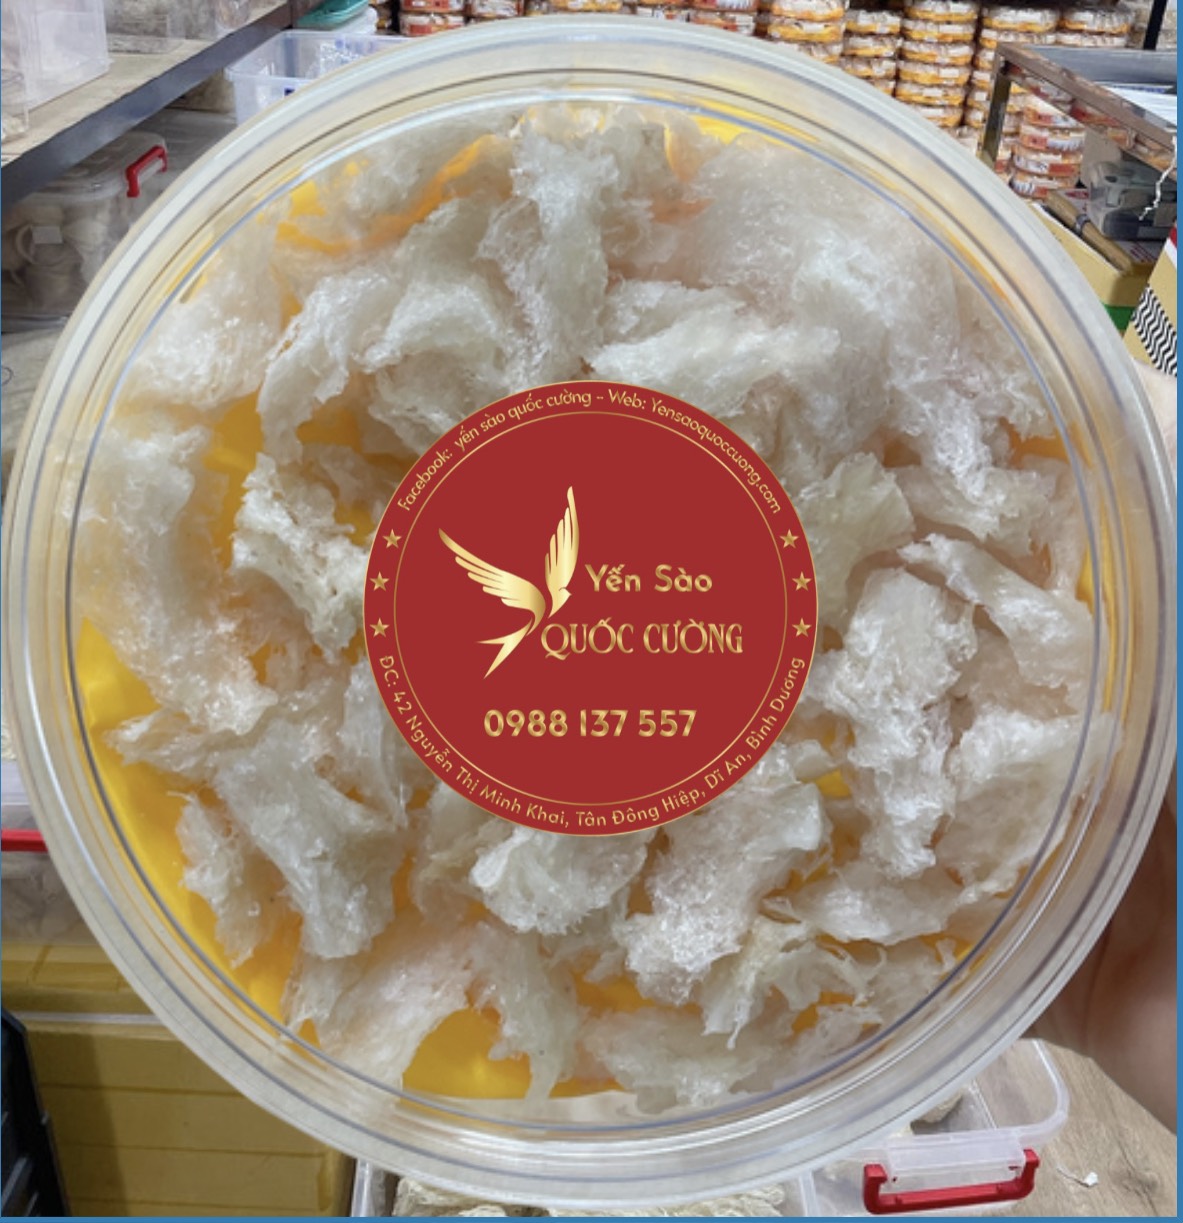 Facebook: yến sào quốc cường - Web: Yensaoquoccuong.com
Yến Sào
QUỐC CƯỜNG
0988 137 557
ĐC: 42 Nguyễn Thị Minh Khai, Tân Đông Hiệp, Dĩ An, Bình Dương